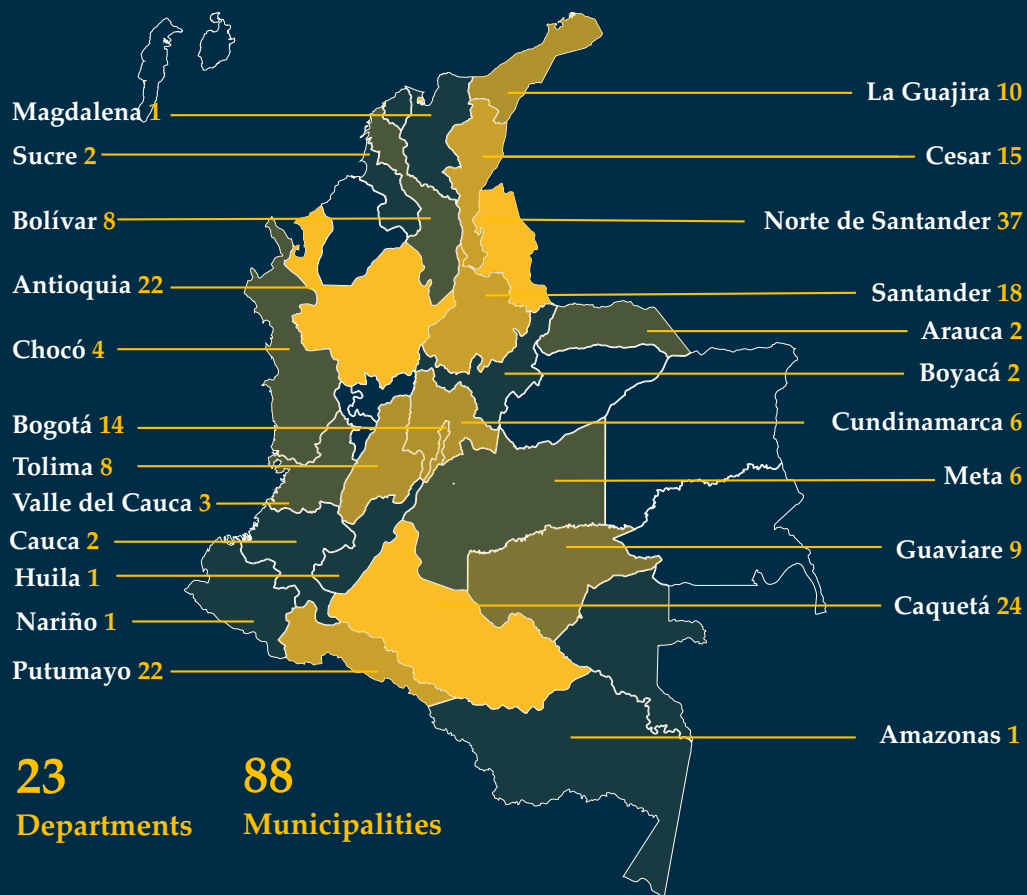 Magdalena 1
Sucre 2
Bolívar 8
Antioquia 22
Chocó 4
Bogotá 14
Tolima 8
Valle del Cauca 3
Cauca 2
Huila 1
Nariño 1
Putumayo 22
La Guajira 10
Cesar 15
Norte de Santander 37
Santander 18
Arauca 2
Boyacá 2
Cundinamarca 6
Meta 6
Guaviare 9
Caquetá 24
Amazonas 1
23
Departments
88
Municipalities